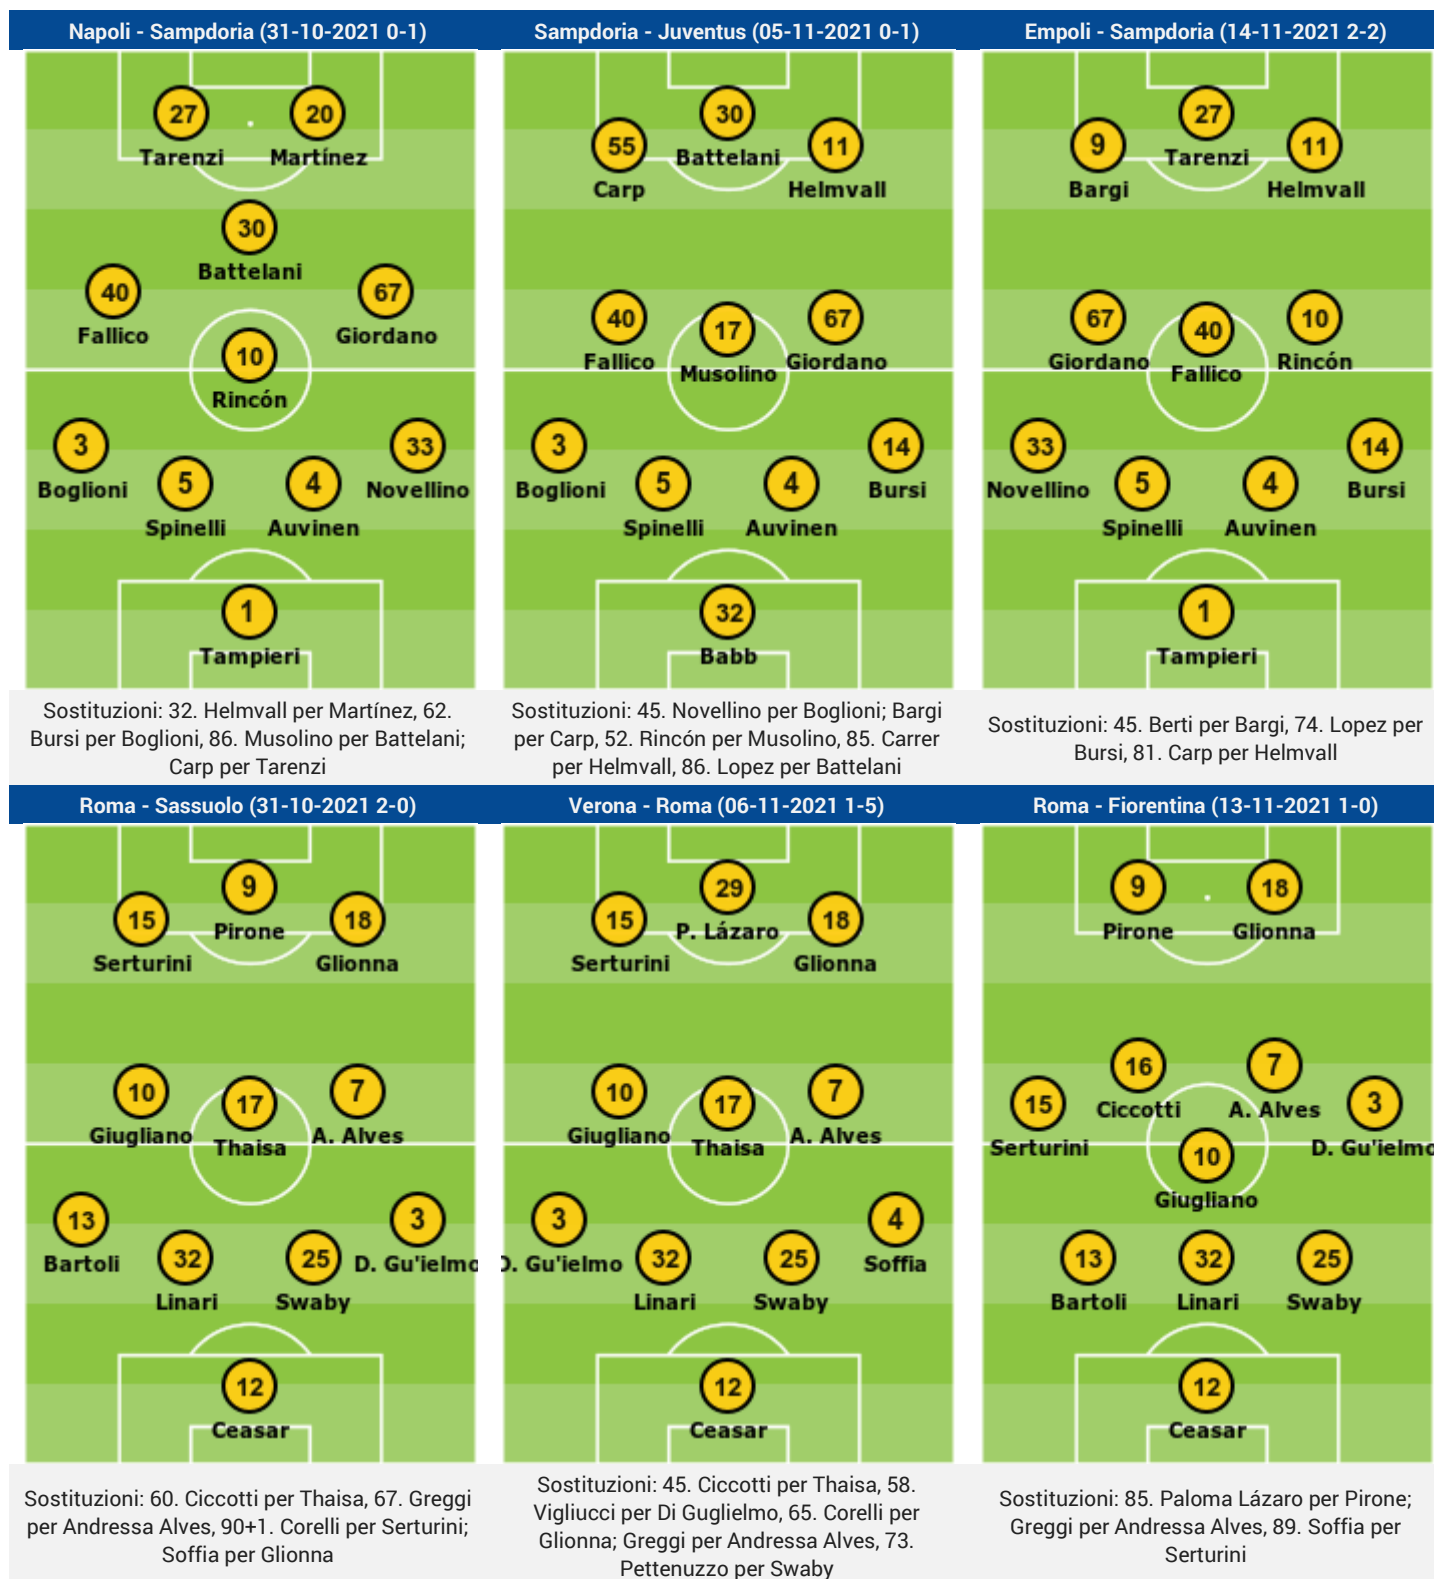 Napoli - Sampdoria (31-10-2021 0-1)
27
20
Tarenzi
Martínez
30
Battelani
40
67
Fallico
Giordano
10
Rincón
3
33
Boglioni
Novellino
5
4
Spinelli
Auvinen
1
Tampieri
Sostituzioni: 32. Helmvall per Martínez, 62.
Bursi per Boglioni, 86. Musolino per Battelani;
Carp per Tarenzi
Sampdoria - Juventus (05-11-2021 0-1)
30
55
11
Battelani
Carp
Helmvall
40
67
17
Fallico
Giordano
Musolino
3
14
Boglioni
Bursi
5
4
Spinelli
Auvinen
32
Babb
Sostituzioni: 45. Novellino per Boglioni; Bargi
per Carp, 52. Rincón per Musolino, 85. Carrer
per Helmvall, 86. Lopez per Battelani
Empoli - Sampdoria (14-11-2021 2-2)
27
9
11
Tarenzi
Bargi
Helmvall
67
10
40
Giordano
Rincón
Fallico
33
14
Novellino
Bursi
5
4
Spinelli
Auvinen
1
Tampieri
Sostituzioni: 45. Berti per Bargi, 74. Lopez per
Bursi, 81. Carp per Helmvall
Roma - Sassuolo (31-10-2021 2-0)
9
15
18
Pirone
Serturini
Glionna
10
7
17
Giugliano
A. Alves
Thaisa
13
3
Bartoli
D. Gu'ielmo
32
25
Linari
Swaby
12
Ceasar
Sostituzioni: 60. Ciccotti per Thaisa, 67. Greggi
per Andressa Alves, 90+1. Corelli per Serturini;
Soffia per Glionna
Verona - Roma (06-11-2021 1-5)
29
15
18
P. Lázaro
Serturini
Glionna
10
7
17
Giugliano
A. Alves
Thaisa
3
4
D. Gu'ielmo
Soffia
32
25
Linari
Swaby
12
Ceasar
Sostituzioni: 45. Ciccotti per Thaisa, 58.
Vigliucci per Di Guglielmo, 65. Corelli per
Glionna; Greggi per Andressa Alves, 73.
Pettenuzzo per Swaby
Roma - Fiorentina (13-11-2021 1-0)
9
18
Pirone
Glionna
16
7
Ciccotti
A. Alves
15
3
Serturini
D. Gu'ielmo
10
Giugliano
13
32
25
Bartoli
Linari
Swaby
12
Ceasar
Sostituzioni: 85. Paloma Lázaro per Pirone;
Greggi per Andressa Alves, 89. Soffia per
Serturini